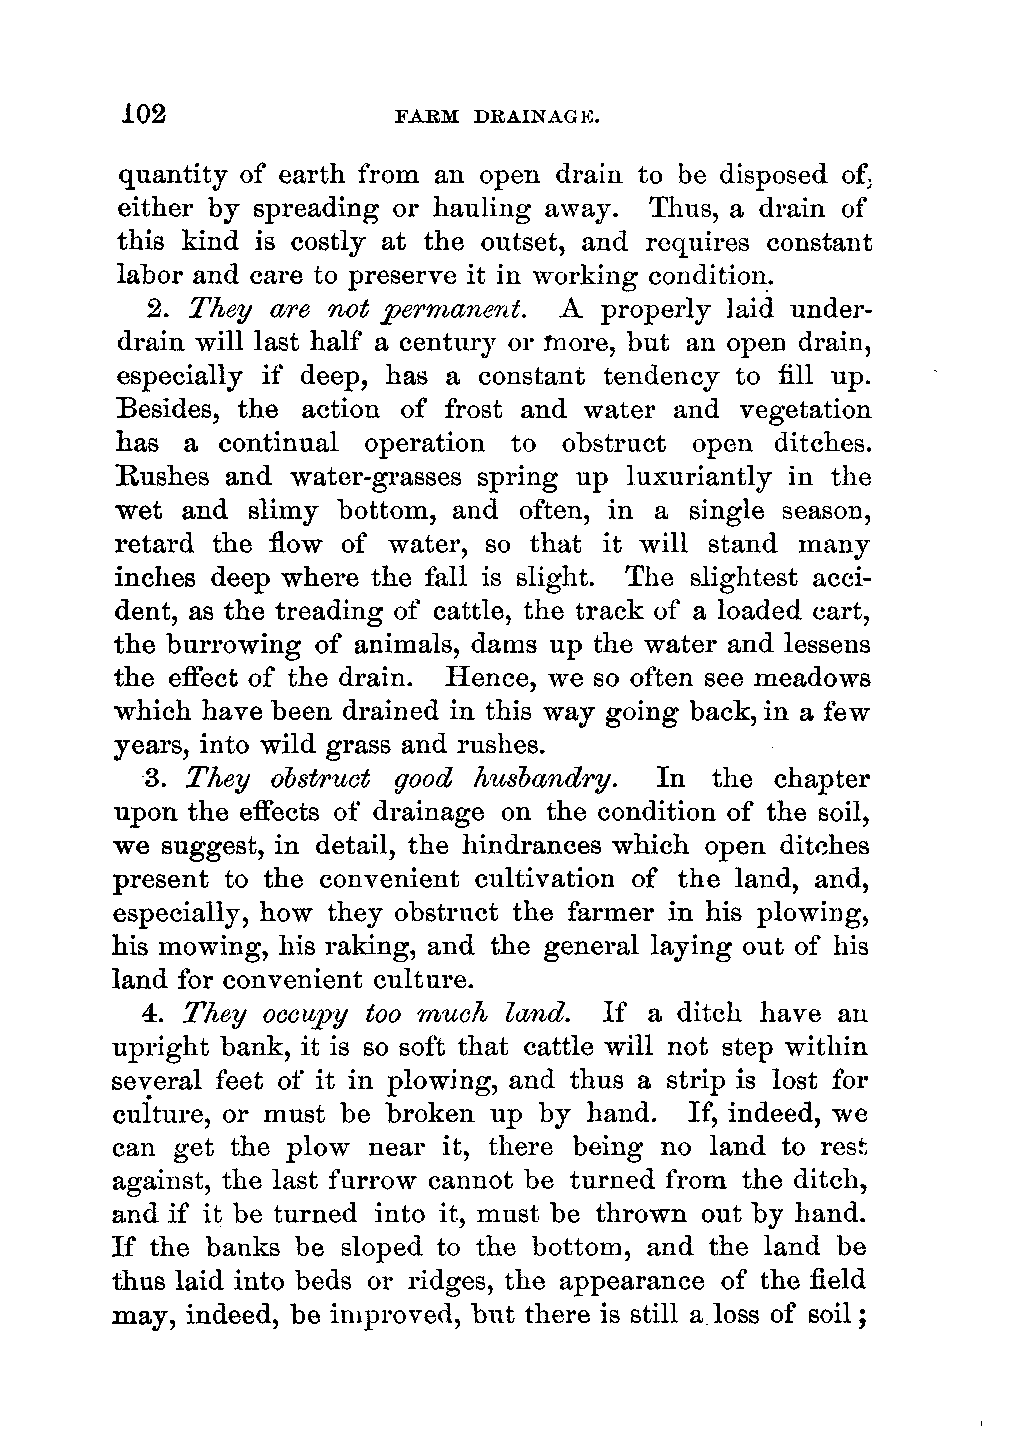 102 FARM DRAINAGE.
quantity of earth from an open drain to be disposed of,
either by spreading or hauling away. Thus, a drain of
this kind is costly at the outset, and requires constant
labor and care to preserve it in working condition.
2. They are not permanent. A properly laid under-
drain will last half a century or more, but an open drain,
especially if deep, has a constant tendency to fill up.
Besides, the action of frost and water and vegetation
has a continual operation to obstruct open ditches.
Rushes and water-grasses spring up luxuriantly in the
wet and slimy bottom, and often, in a single season,
retard the flow of water, so that it will stand many
inches deep where the fall is slight. The slightest acci-
dent, as the treading of cattle, the track of a loaded cart,
the burrowing of animals, dams up the water and lessens
the effect of the drain. Hence, we so often see meadows
which have been drained in this way going back, in a few
years, into wild grass and rushes.
3. They obstruct good husbandry. In the chapter
upon the effects of drainage on the condition of the soil,
we suggest, in detail, the hindrances which open ditches
present to the convenient cultivation of the land, and,
especially, how they obstruct the farmer in his plowing,
his mowing, his raking, and the general laying out of his
land for convenient culture.
4. They occupy too much land. If a ditch have an
upright bank, it is so soft that cattle will not step within
several feet of it in plowing, and thus a strip is lost for
culture, or must be broken up by hand. If, indeed, we
can get the plow near it, there being no land to rest
against, the last furrow cannot be turned from the ditch,
and if it be turned into it, must be thrown out by hand.
If the banks be sloped to the bottom, and the land be
thus laid into beds or ridges, the appearance of the field
may, indeed, be improved, but there is still a loss of soil;